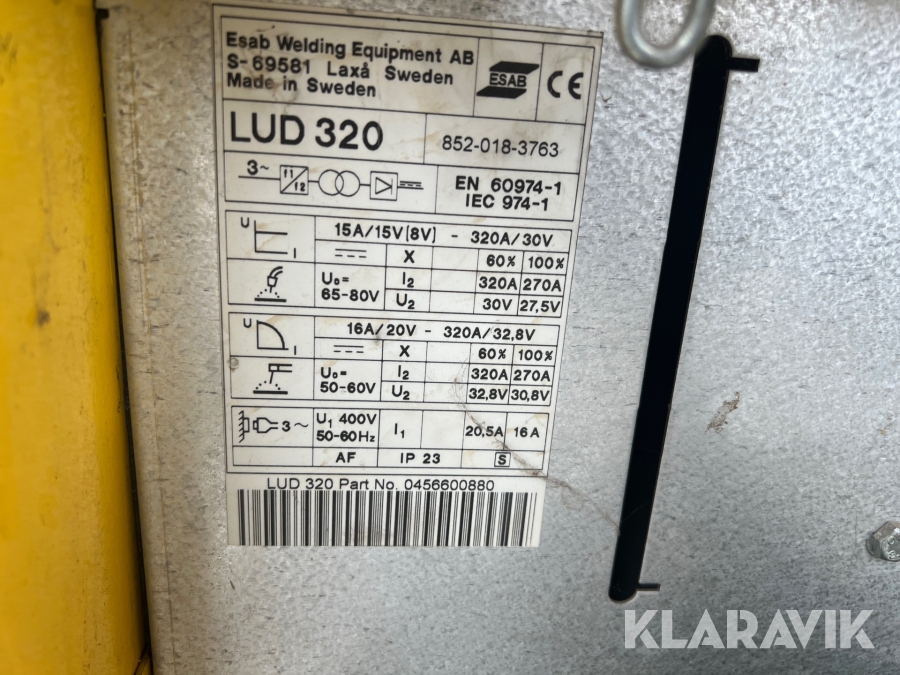 Esab Welding Equipment AB
S-69581 Laxå Sweden
Made in Sweden
ESAB
CE
LUD 320
852-018-3763
3~
f1
f2
EN 60974-1
IEC 974-1
U
I
15A/15V(8V) - 320A/30V
X 60% 100%
U₀=
65-80V
I₂ 320A 270A
U₂ 30V 27,5V
U
I
16A/20V - 320A/32,8V
X 60% 100%
U₀=
50-60V
I₂ 320A 270A
U₂ 32,8V 30,8V
3~
U₁ 400V
50-60Hz
I₁ 20,5A 16A
AF IP 23 S
LUD 320 Part No. 0456600880
KLARAVIK